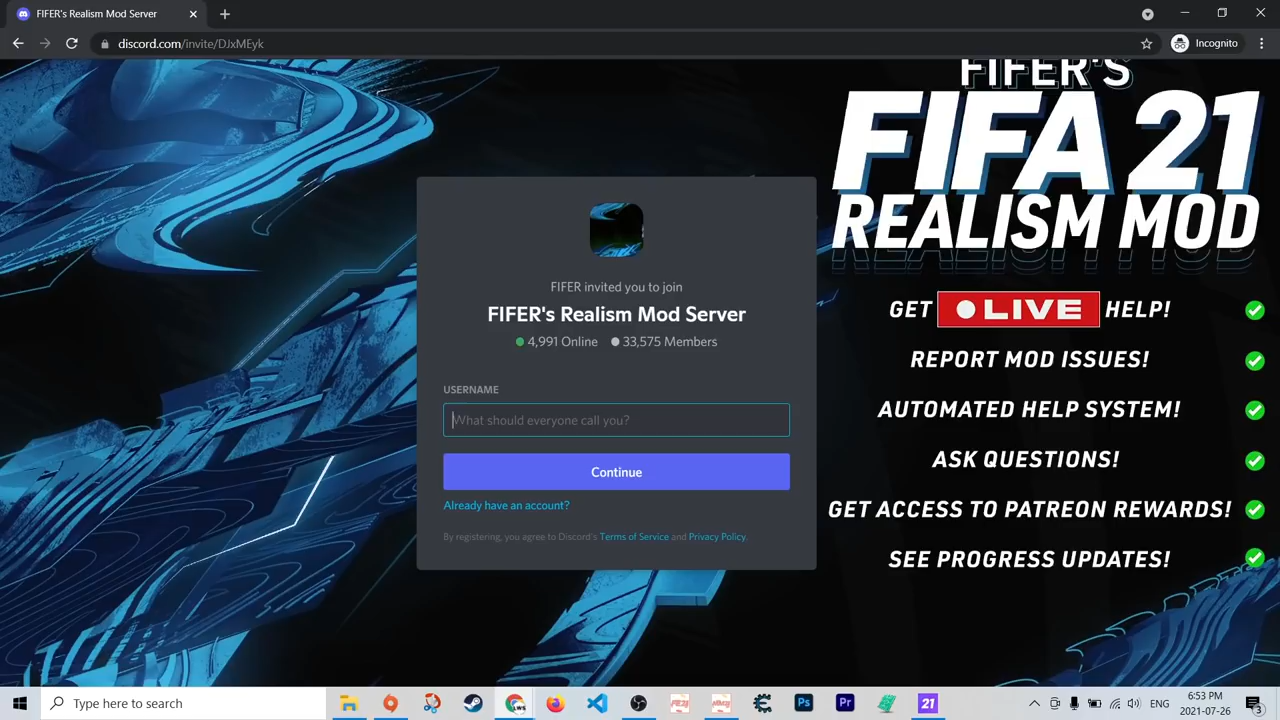 FIFER's Realism Mod Server
discord.com/invite/DJxMEyk
Incognito
FIFER'S
FIFA 21
REALISM MOD
FIFER invited you to join
FIFER's Realism Mod Server
4,991 Online 33,575 Members
USERNAME
What should everyone call you?
Continue
Already have an account?
By registering, you agree to Discord's Terms of Service and Privacy Policy.
GET LIVE HELP!
REPORT MOD ISSUES!
AUTOMATED HELP SYSTEM!
ASK QUESTIONS!
GET ACCESS TO PATREON REWARDS!
SEE PROGRESS UPDATES!
Type here to search
Ps
Pr
21
ENG
6:53 PM
2021-07-26
3